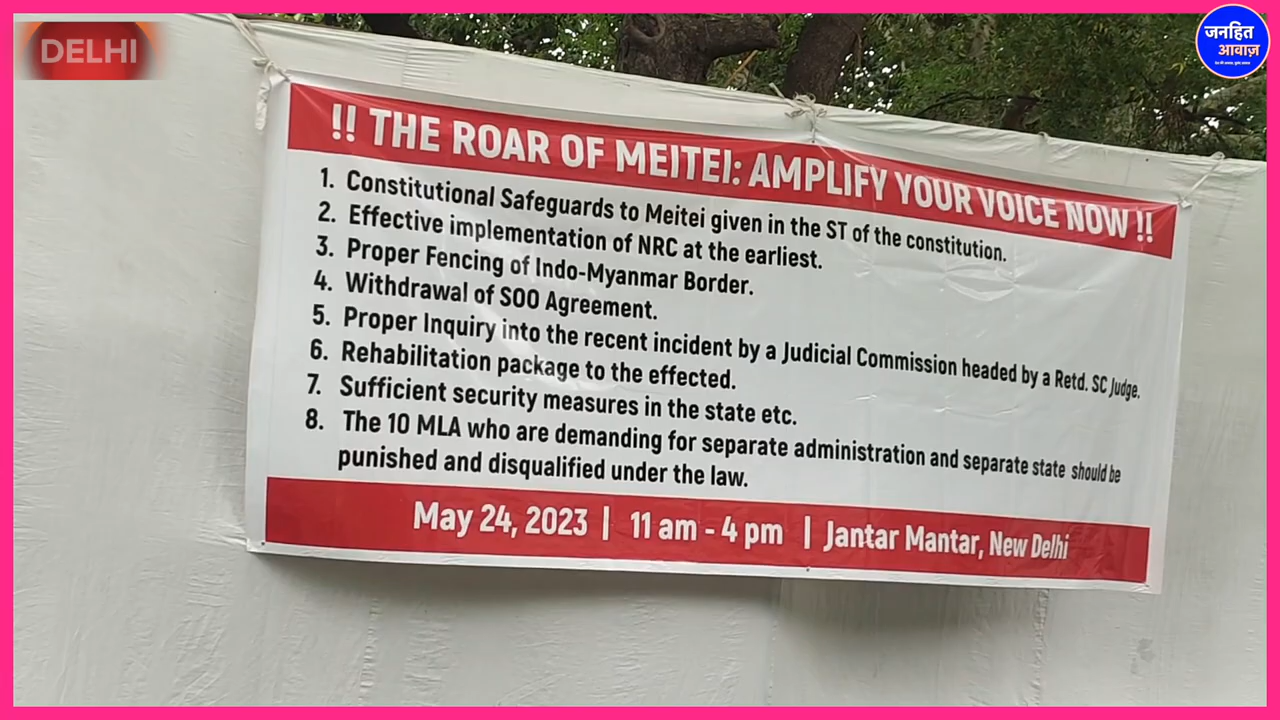 DELHI
जनहित
आवाज़
!! THE ROAR OF MEITEI: AMPLIFY YOUR VOICE NOW !!
1. Constitutional Safeguards to Meitei given in the ST of the constitution.
2. Effective implementation of NRC at the earliest.
3. Proper Fencing of Indo-Myanmar Border.
4. Withdrawal of SOO Agreement.
5. Proper Inquiry into the recent incident by a Judicial Commission headed by a Retd. SC Judge.
6. Rehabilitation package to the effected.
7. Sufficient security measures in the state etc.
8. The 10 MLA who are demanding for separate administration and separate state should be
punished and disqualified under the law.
May 24, 2023 | 11 am - 4 pm | Jantar Mantar, New Delhi